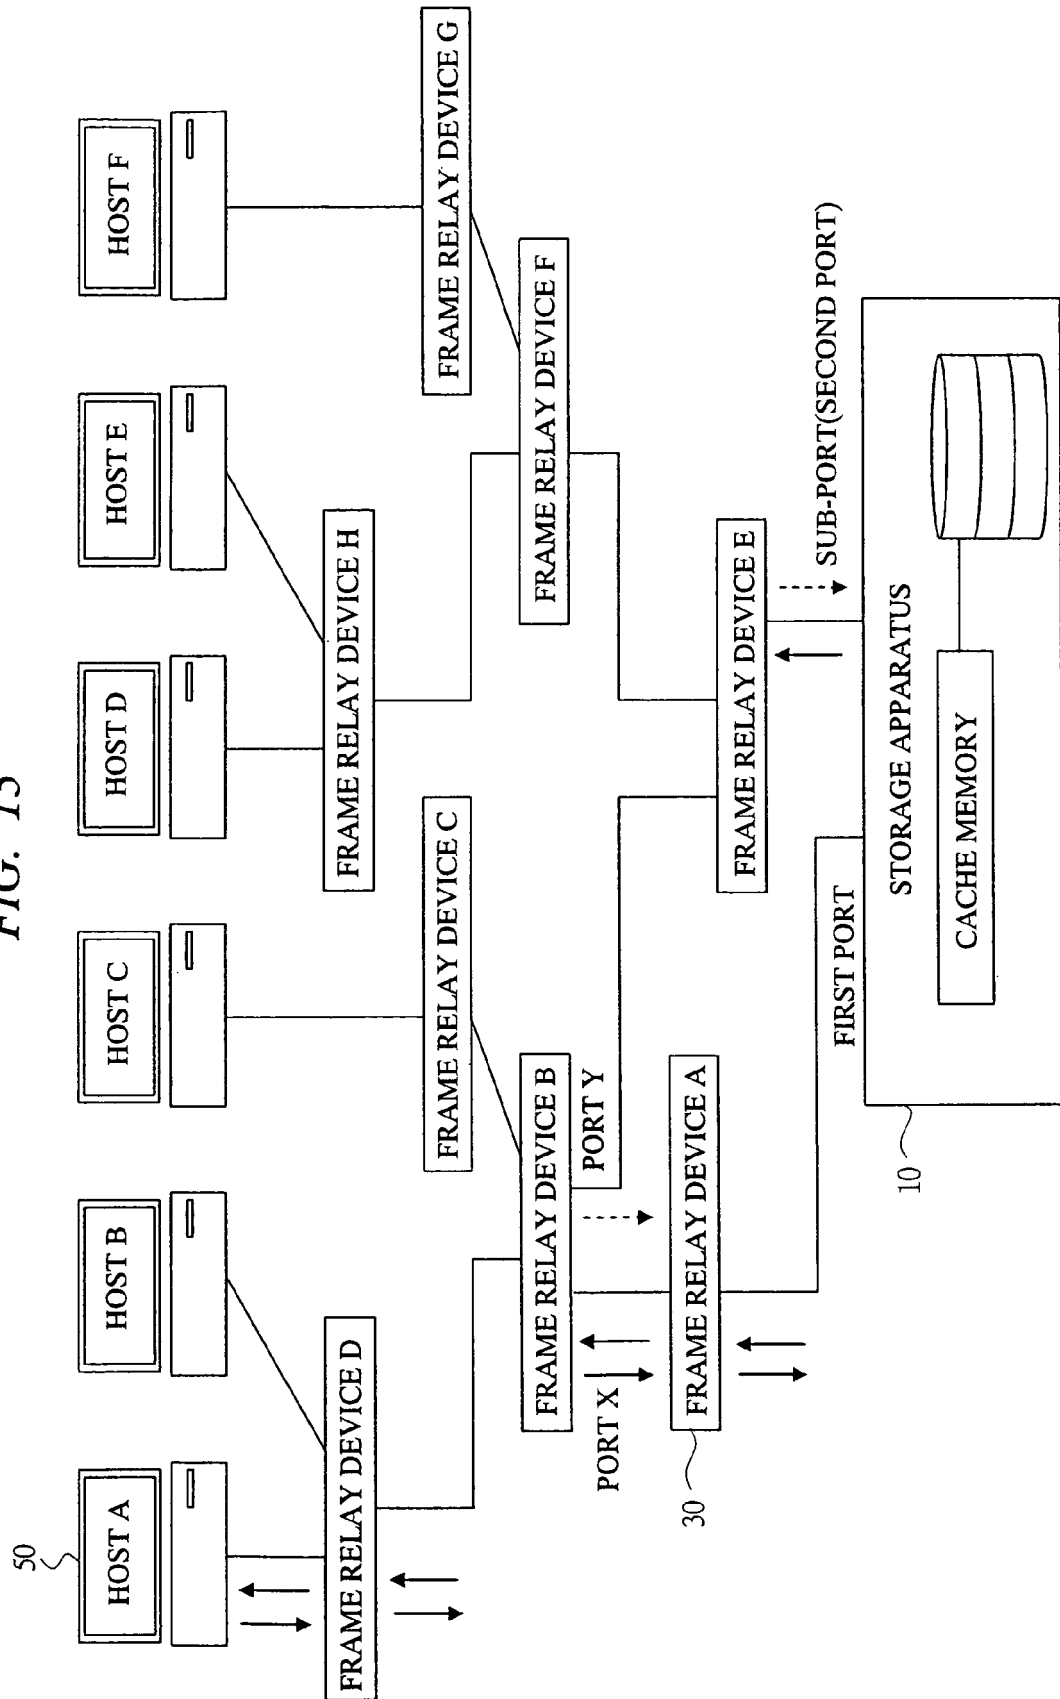 FIG. 15
50
HOST A
HOST B
HOST C
HOST D
HOST E
HOST F
FRAME RELAY DEVICE D
FRAME RELAY DEVICE H
FRAME RELAY DEVICE C
FRAME RELAY DEVICE G
FRAME RELAY DEVICE B
FRAME RELAY DEVICE F
PORT X
PORT Y
30
FRAME RELAY DEVICE A
FRAME RELAY DEVICE E
FIRST PORT
SUB-PORT(SECOND PORT)
10
STORAGE APPARATUS
CACHE MEMORY